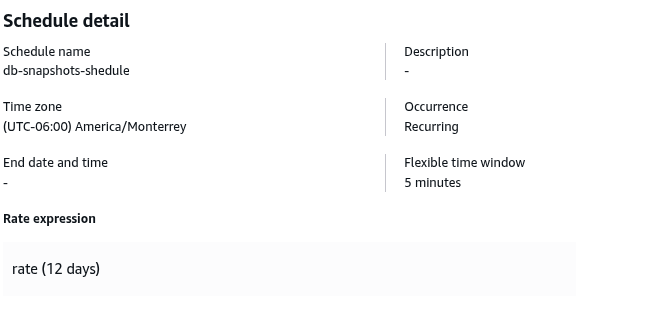 Schedule detail
Schedule name
db-snapshots-shedule
Description
-
Time zone
(UTC-06:00) America/Monterrey
Occurrence
Recurring
End date and time
-
Flexible time window
5 minutes
Rate expression
rate (12 days)